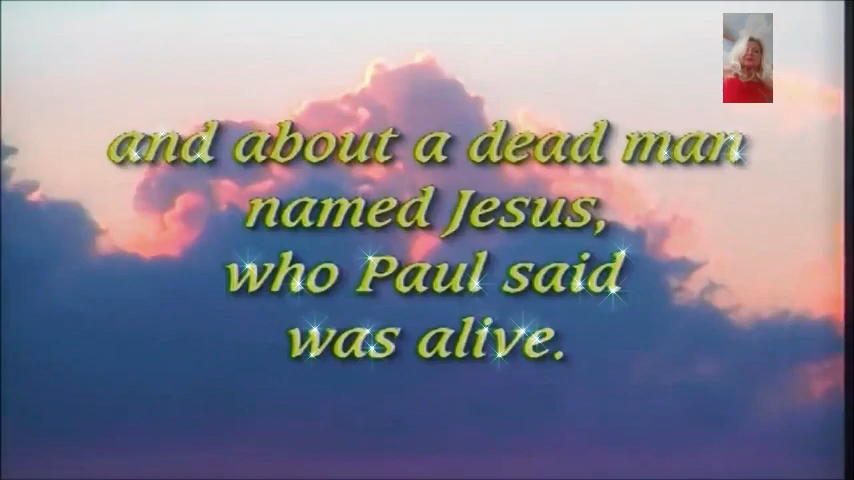 and about a dead man
named Jesus,
who Paul said
was alive.